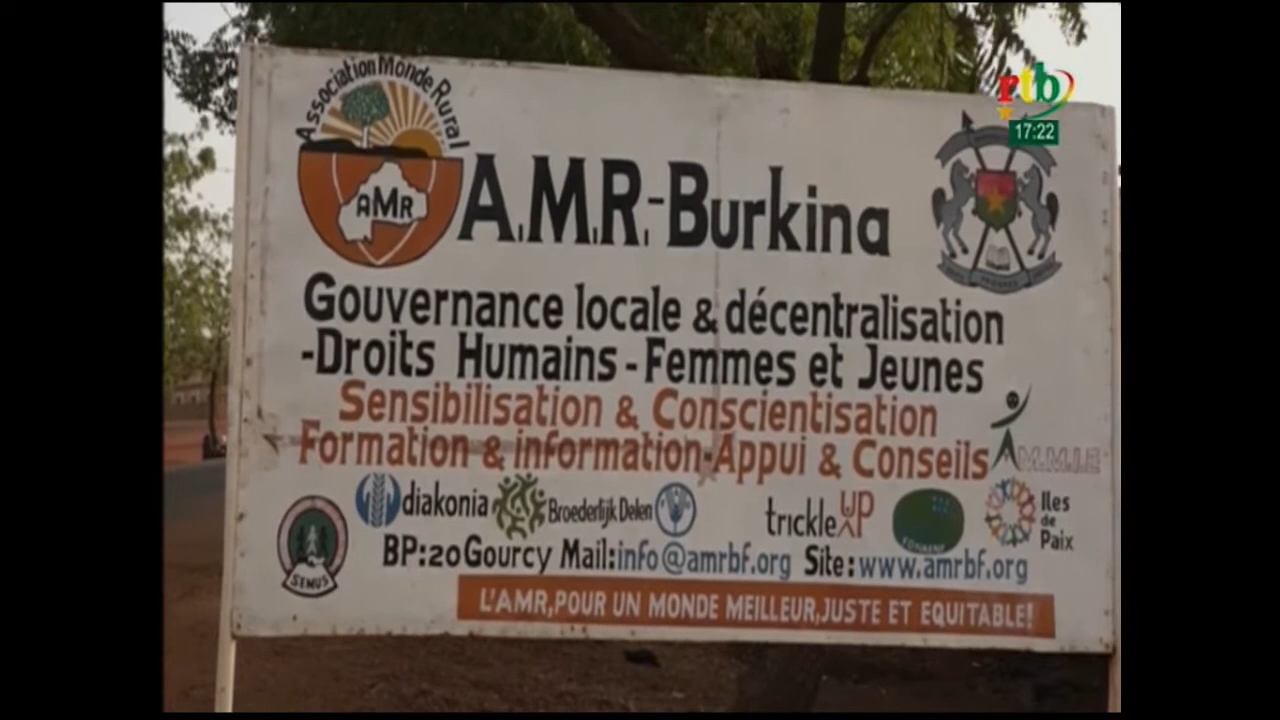 rtb
17:22
Association Monde Rural
AMR
A.M.R.-Burkina
Gouvernance locale & décentralisation
-Droits Humains - Femmes et Jeunes
Sensibilisation & Conscientisation
Formation & information-Appui & Conseils
A.M.M.I.E
diakonia
Broederlijk Delen
trickle UP
Iles de Paix
SEMUS
BP:20 Gourcy Mail:info@amrbf.org Site:www.amrbf.org
L'AMR,POUR UN MONDE MEILLEUR,JUSTE ET EQUITABLE!